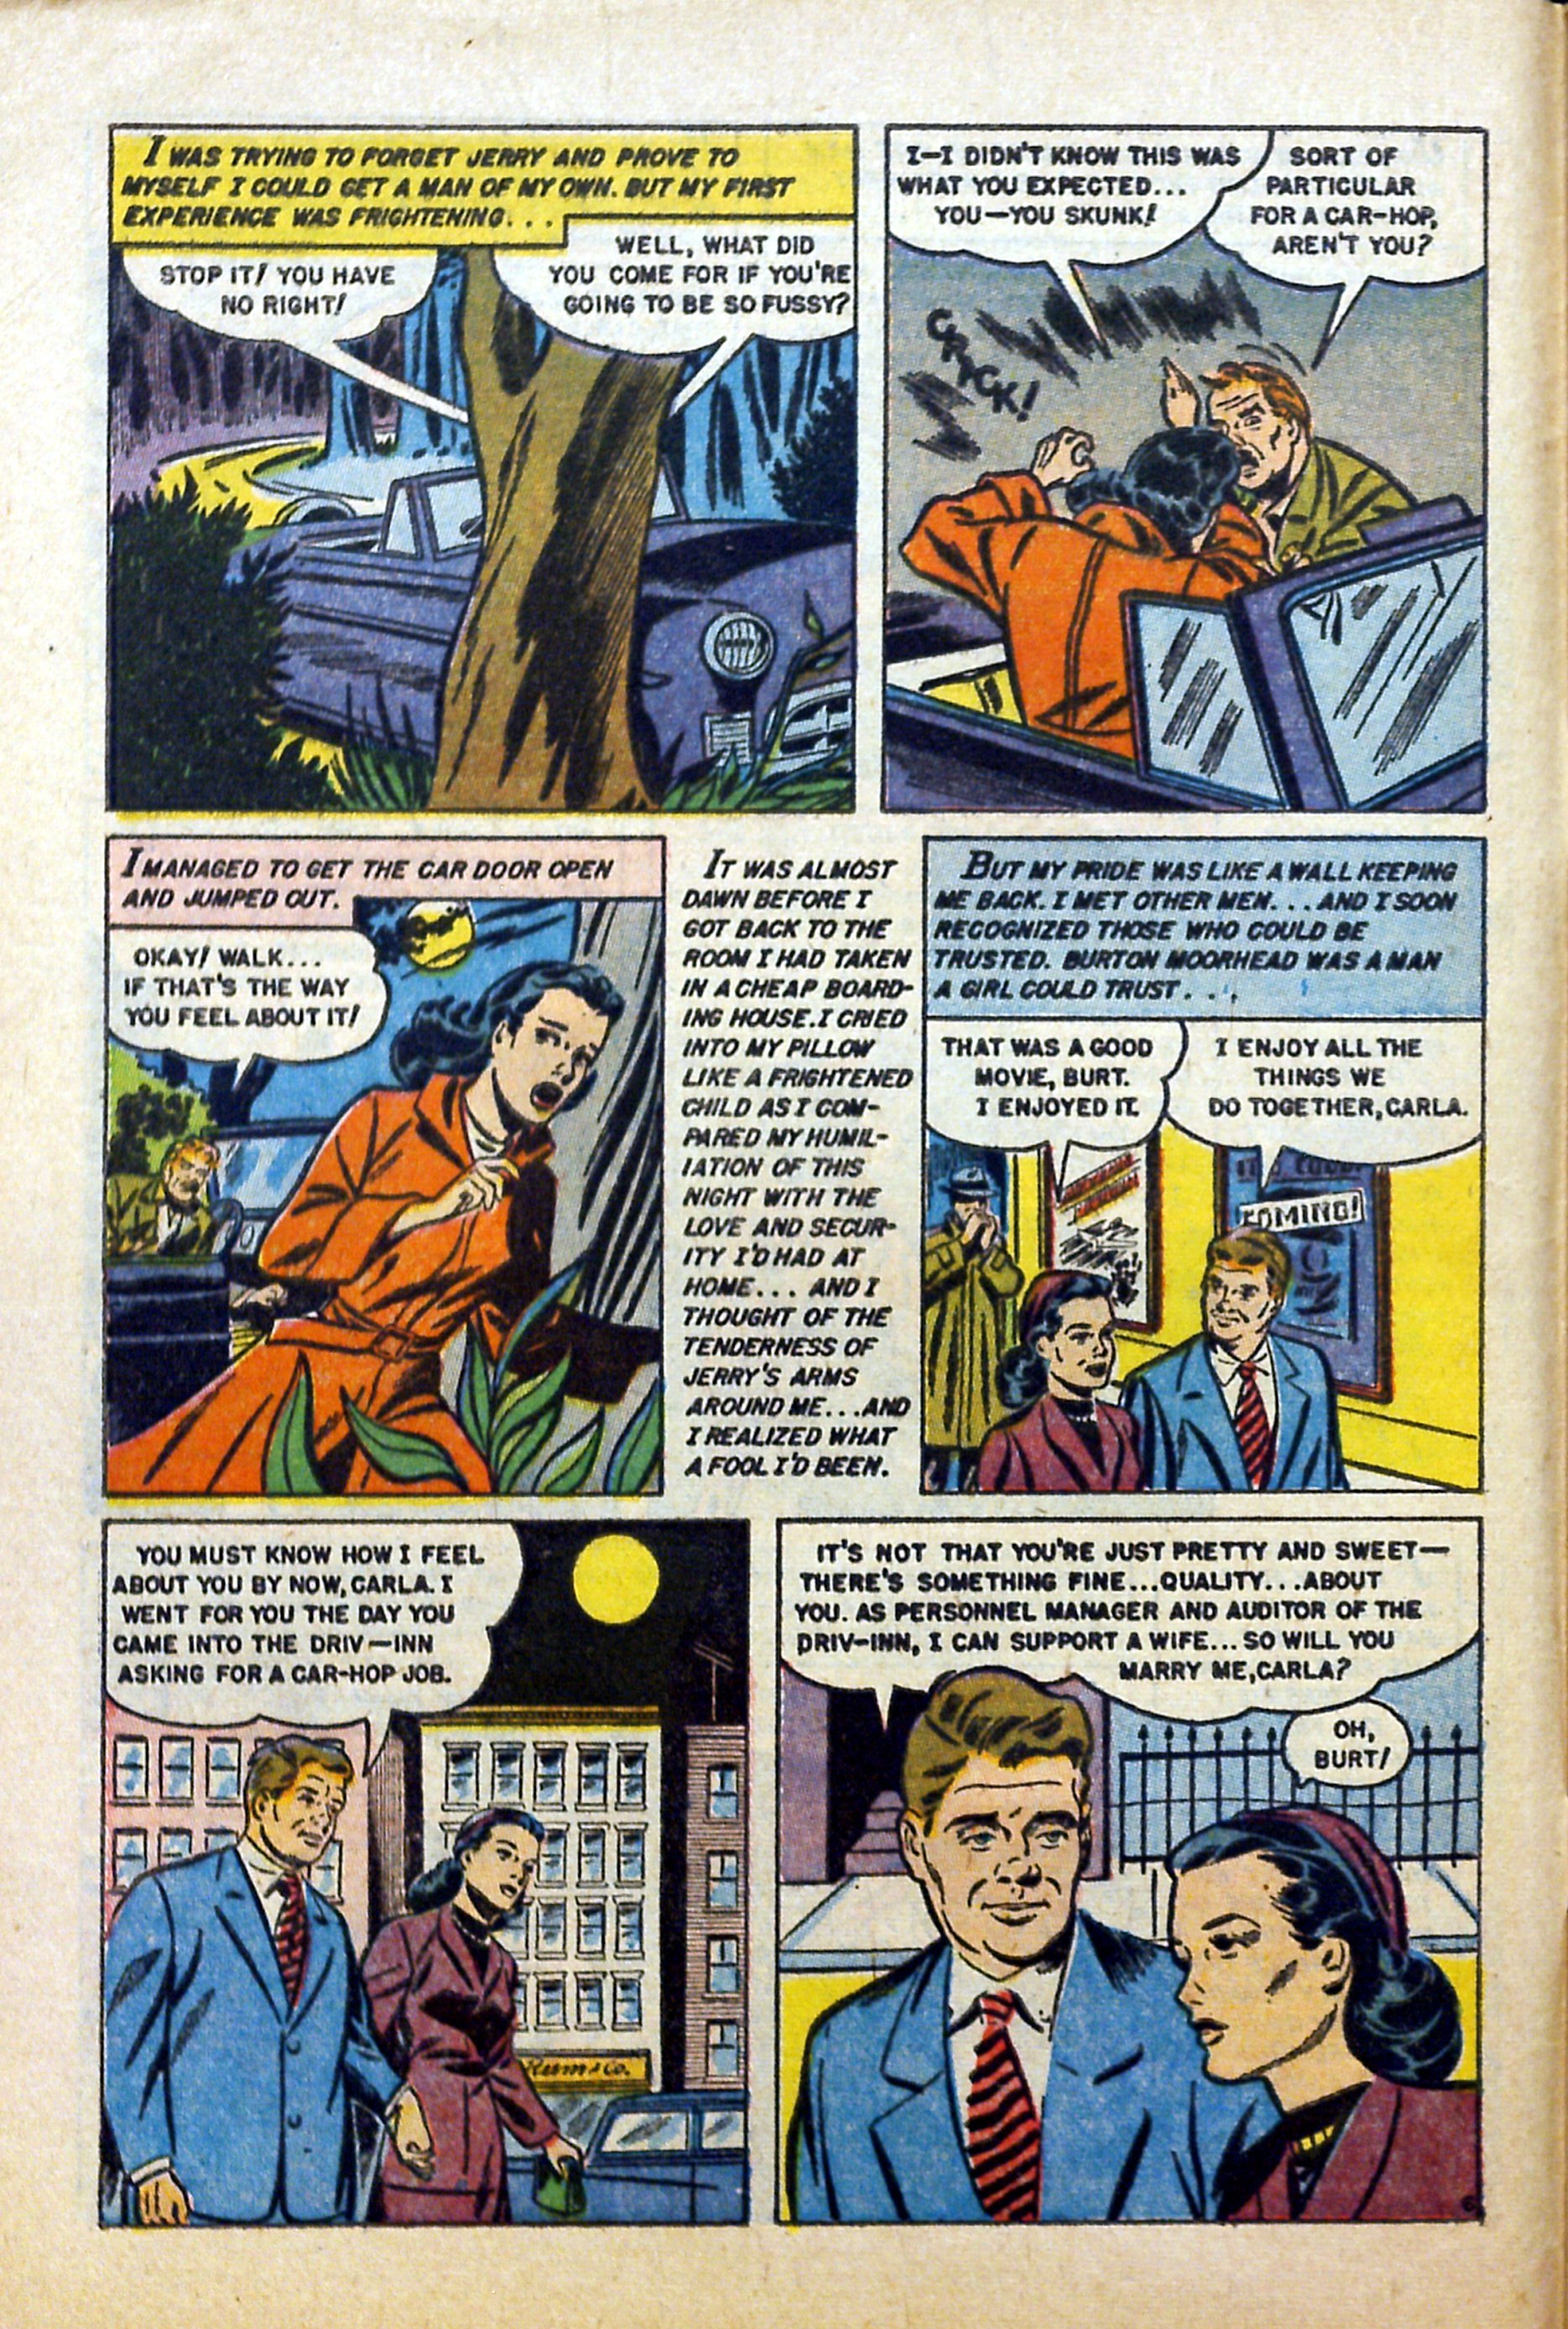 I WAS TRYING TO FORGET JERRY AND PROVE TO
MYSELF I COULD GET A MAN OF MY OWN. BUT MY FIRST
EXPERIENCE WAS FRIGHTENING...
STOP IT! YOU HAVE
NO RIGHT!
WELL, WHAT DID
YOU COME FOR IF YOU'RE
GOING TO BE SO FUSSY?
I-I DIDN'T KNOW THIS WAS
WHAT YOU EXPECTED...
YOU—YOU SKUNK!
SORT OF
PARTICULAR
FOR A CAR-HOP,
AREN'T YOU?
CRACK!
I MANAGED TO GET THE CAR DOOR OPEN
AND JUMPED OUT.
OKAY! WALK...
IF THAT'S THE WAY
YOU FEEL ABOUT IT!
IT WAS ALMOST
DAWN BEFORE I
GOT BACK TO THE
ROOM I HAD TAKEN
IN A CHEAP BOARD-
ING HOUSE. I CRIED
INTO MY PILLOW
LIKE A FRIGHTENED
CHILD AS I COM-
PARED MY HUMIL-
IATION OF THIS
NIGHT WITH THE
LOVE AND SECUR-
ITY I'D HAD AT
HOME... AND I
THOUGHT OF THE
TENDERNESS OF
JERRY'S ARMS
AROUND ME...AND
I REALIZED WHAT
A FOOL I'D BEEN.
BUT MY PRIDE WAS LIKE A WALL KEEPING
ME BACK. I MET OTHER MEN...AND I SOON
RECOGNIZED THOSE WHO COULD BE
TRUSTED. BURTON MOORHEAD WAS A MAN
A GIRL COULD TRUST...
THAT WAS A GOOD
MOVIE, BURT.
I ENJOYED IT.
I ENJOY ALL THE
THINGS WE
DO TOGETHER, CARLA.
COMING!
YOU MUST KNOW HOW I FEEL
ABOUT YOU BY NOW, CARLA. I
WENT FOR YOU THE DAY YOU
CAME INTO THE DRIV-INN
ASKING FOR A CAR-HOP JOB.
& Co.
IT'S NOT THAT YOU'RE JUST PRETTY AND SWEET—
THERE'S SOMETHING FINE...QUALITY...ABOUT
YOU. AS PERSONNEL MANAGER AND AUDITOR OF THE
DRIV-INN, I CAN SUPPORT A WIFE... SO WILL YOU
MARRY ME, CARLA?
OH,
BURT!
6